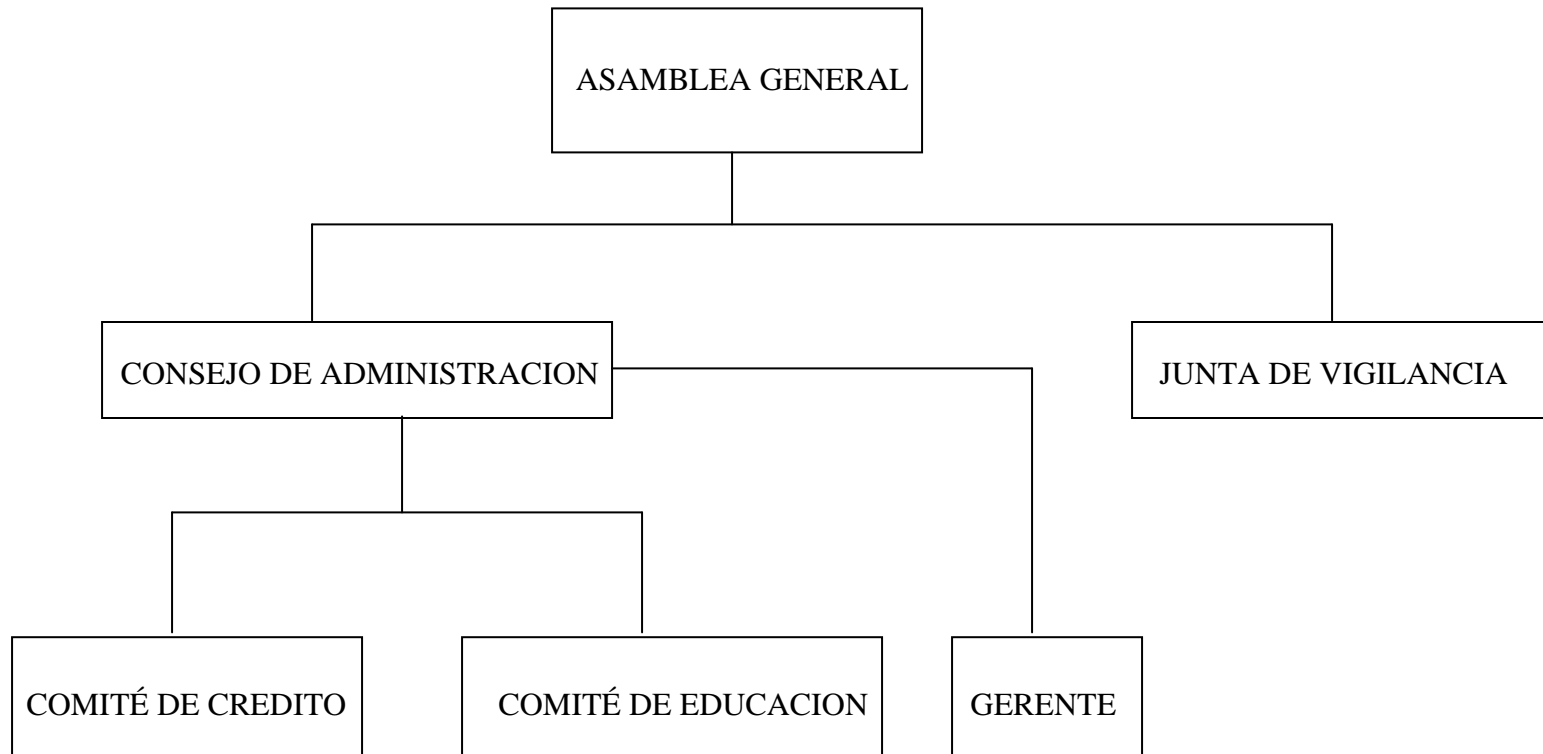 ASAMBLEA GENERAL
CONSEJO DE ADMINISTRACION
JUNTA DE VIGILANCIA
COMITÉ DE CREDITO
COMITÉ DE EDUCACION
GERENTE